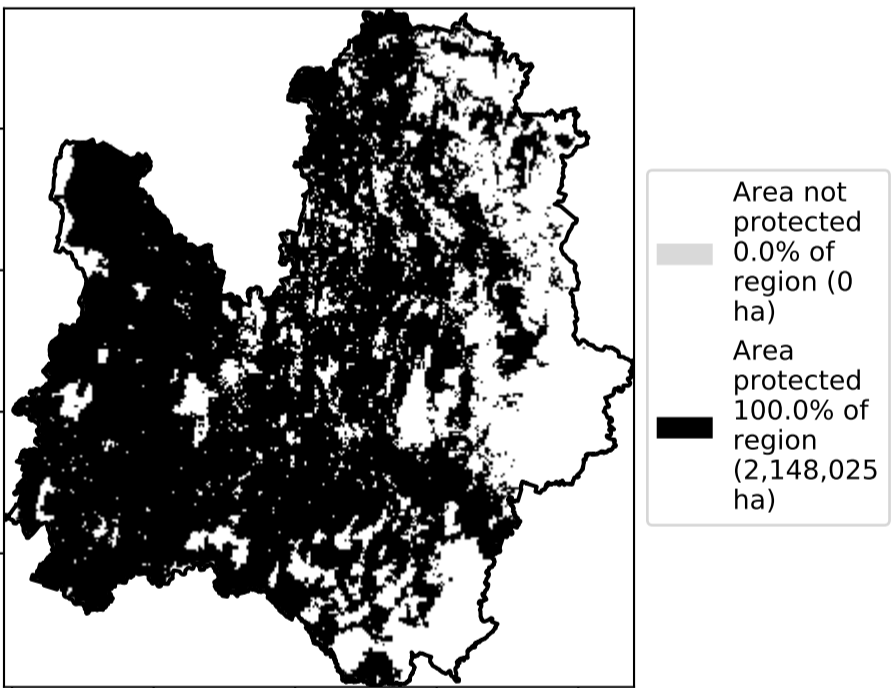 Area not
protected
0.0% of
region (0
ha)
Area
protected
100.0% of
region
(2,148,025
ha)